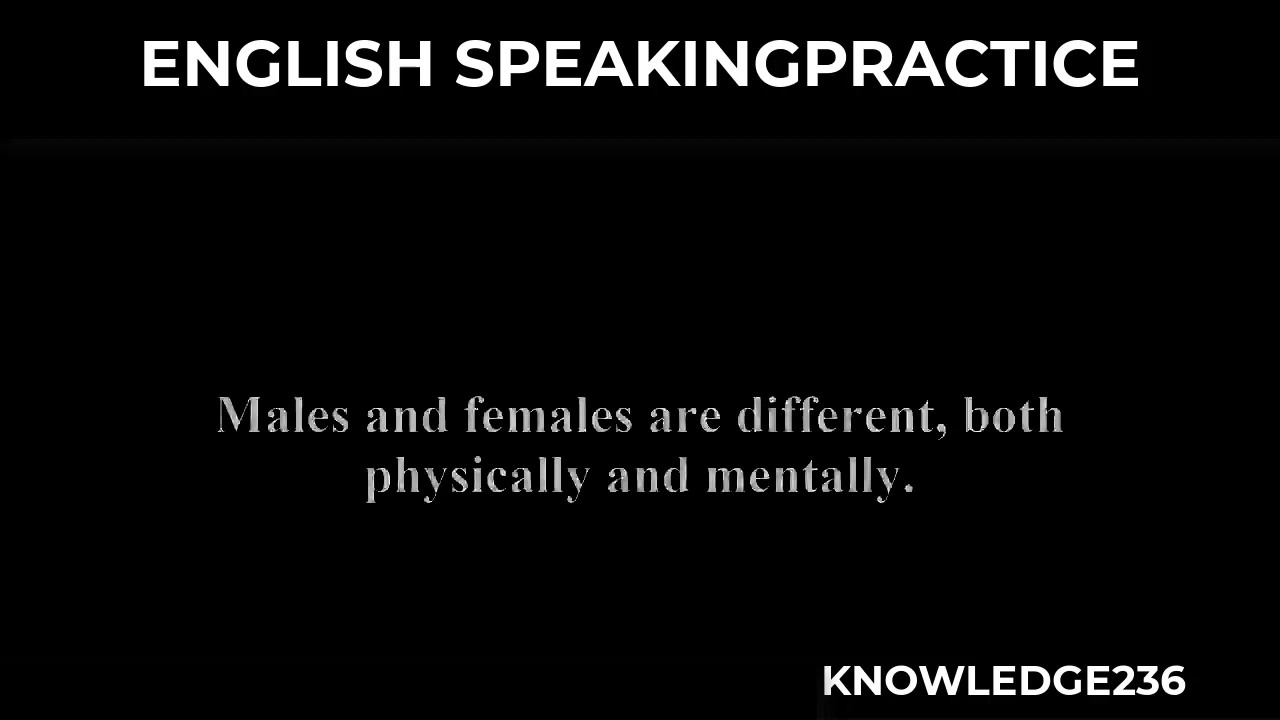 ENGLISH SPEAKINGPRACTICE
Males and females are different, both
physically and mentally.
KNOWLEDGE236